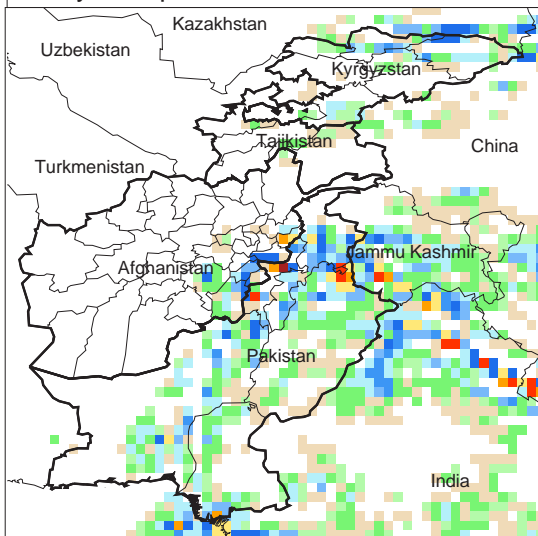 Kazakhstan
Uzbekistan
Kyrgyzstan
Tajikistan
China
Turkmenistan
Jammu Kashmir
Afghanistan
Pakistan
India